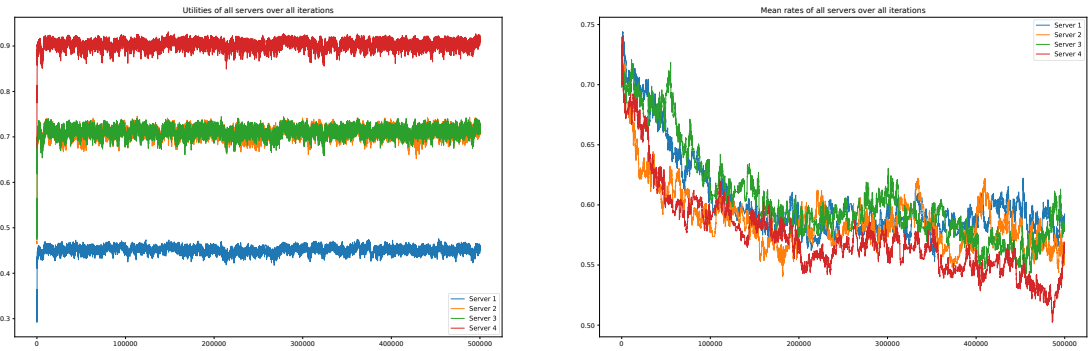 Utilities of all servers over all iterations
0.9
0.7
0.6
0.5
0.4
0.3
0
100000
200000
300000
400000
500000
Server 1
Server 2
Server 3
Server 4
Mean rates of all servers over all iterations
0.75
0.70
0.65
0.60
0.55
0.50
0
100000
200000
300000
400000
500000
Server 1
Server 2
Server 3
Server 4